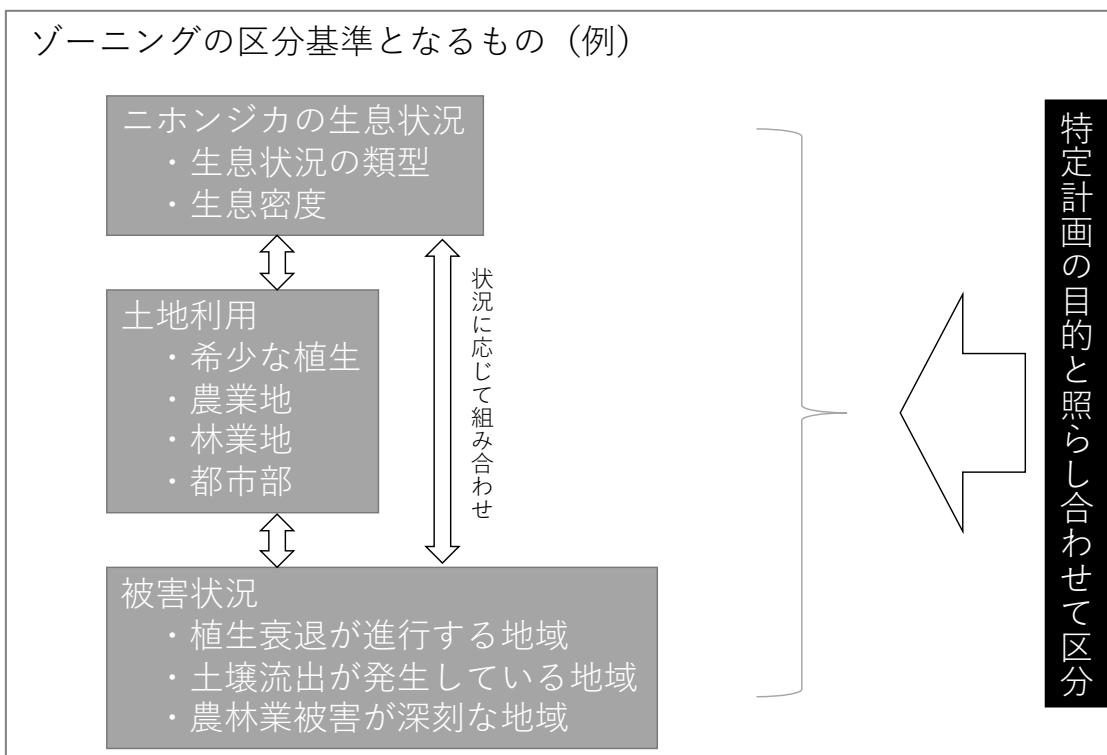 ゾーニングの区分基準となるもの（例）
ニホンジカの生息状況
・生息状況の類型
・生息密度
土地利用
・希少な植生
・農業地
・林業地
・都市部
状況に応じて組み合わせ
被害状況
・植生衰退が進行する地域
・土壌流出が発生している地域
・農林業被害が深刻な地域
特定計画の目的と照らし合わせて区分